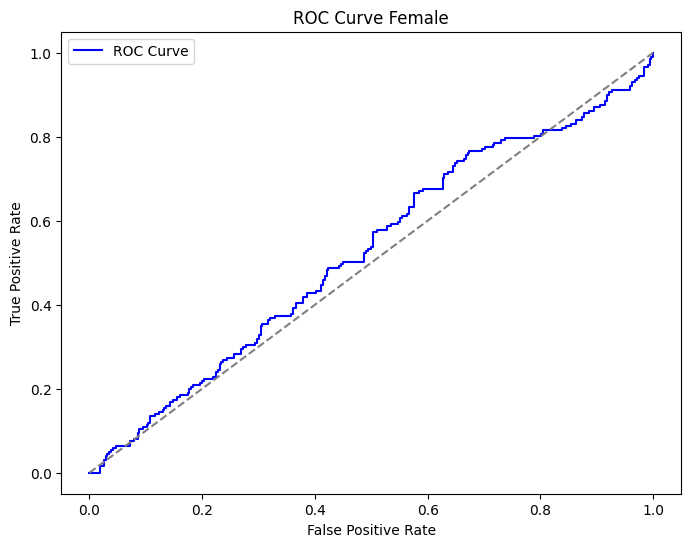 ROC Curve Female
ROC Curve
True Positive Rate
1.0
0.8
0.6
0.4
0.2
0.0
0.0 0.2 0.4 0.6 0.8 1.0
False Positive Rate